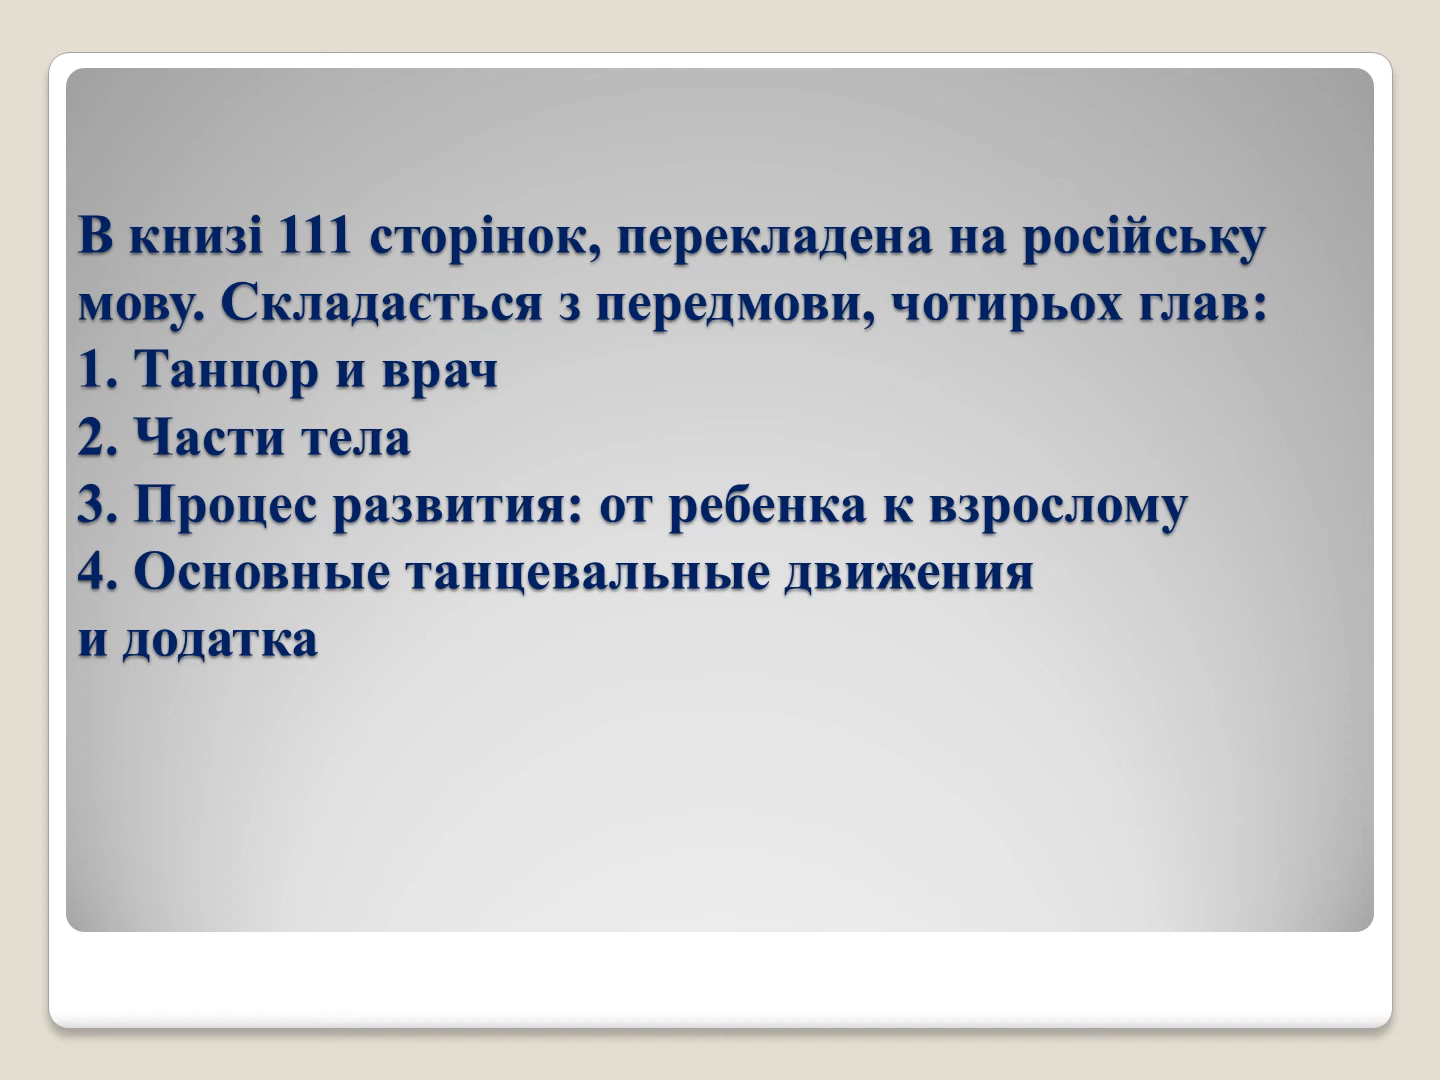 В книзі 111 сторінок, перекладена на російську
мову. Складається з передмови, чотирьох глав:
1. Танцор и врач
2. Части тела
3. Процес развития: от ребенка к взрослому
4. Основные танцевальные движения
и додатка